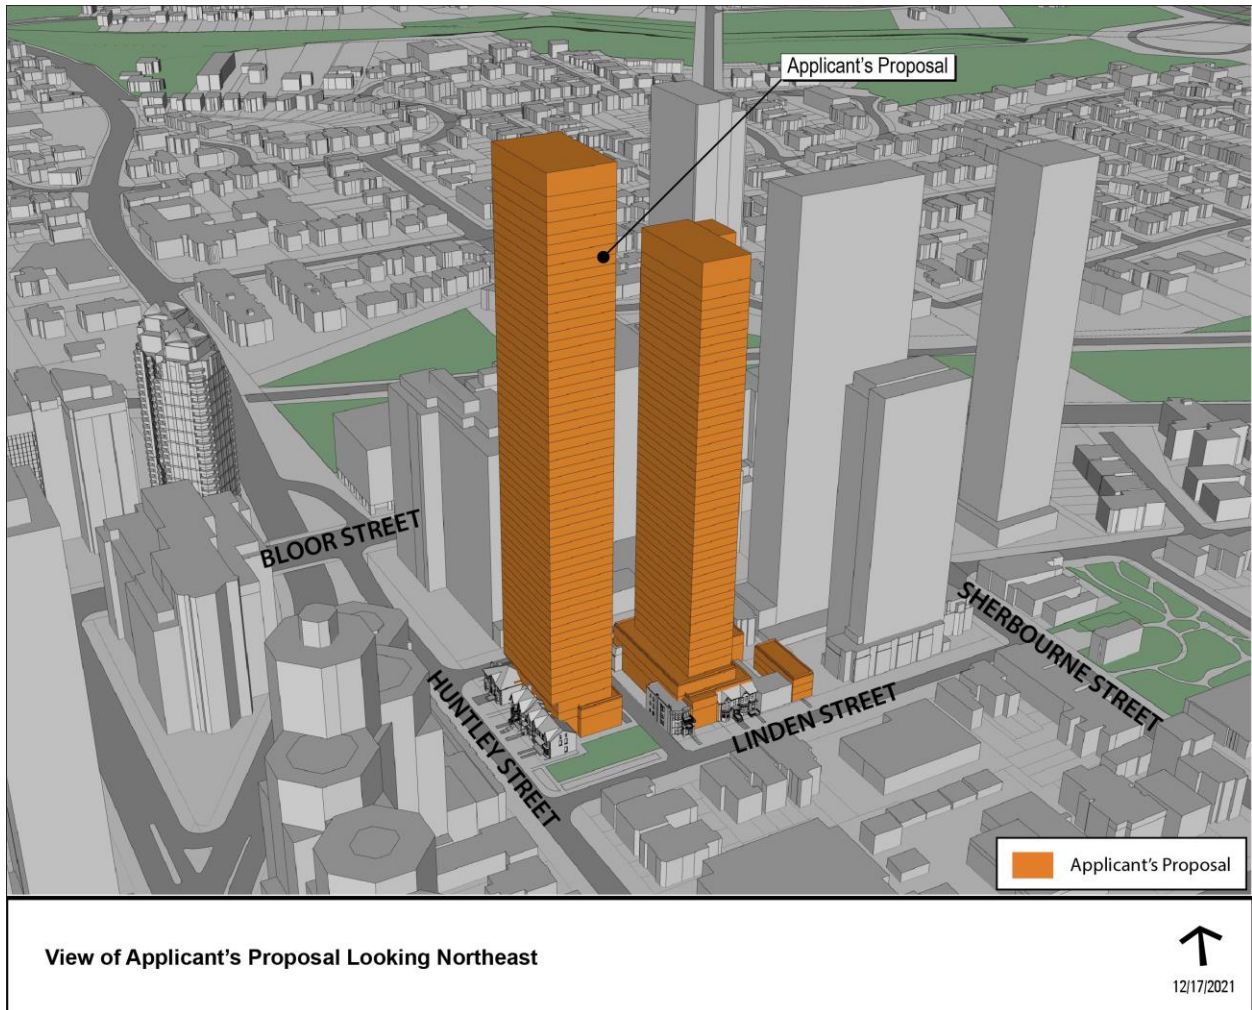 Applicant's Proposal
BLOOR STREET
HUNTLEY STREET
LINDEN STREET
SHERBOURNE STREET
Applicant's Proposal
View of Applicant's Proposal Looking Northeast
12/17/2021